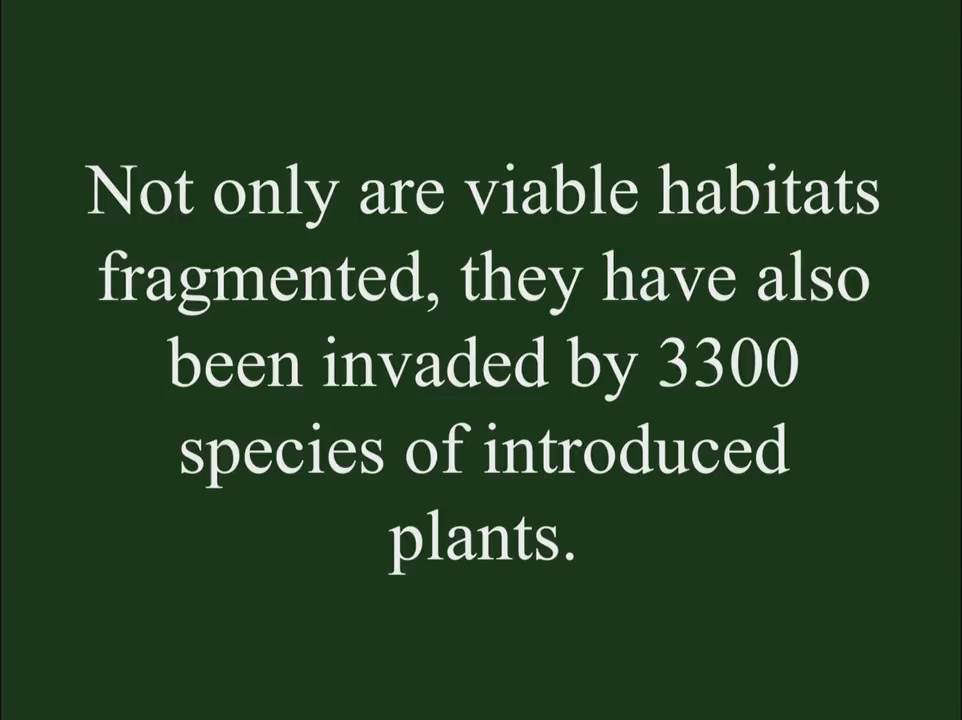 Not only are viable habitats
fragmented, they have also
been invaded by 3300
species of introduced
plants.